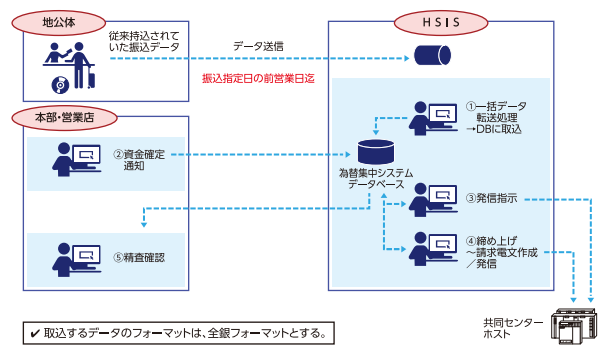 地公体
従来持込されて
いた振込データ
データ送信
振込指定日の前営業日迄
HSIS
①一括データ
転送処理
→DBに取込
本部・営業店
②資金確定
通知
為替集中システム
データベース
③発信指示
④締め上げ
～請求電文作成
／発信
⑤精査確認
共同センター
ホスト
✔ 取込するデータのフォーマットは、全銀フォーマットとする。